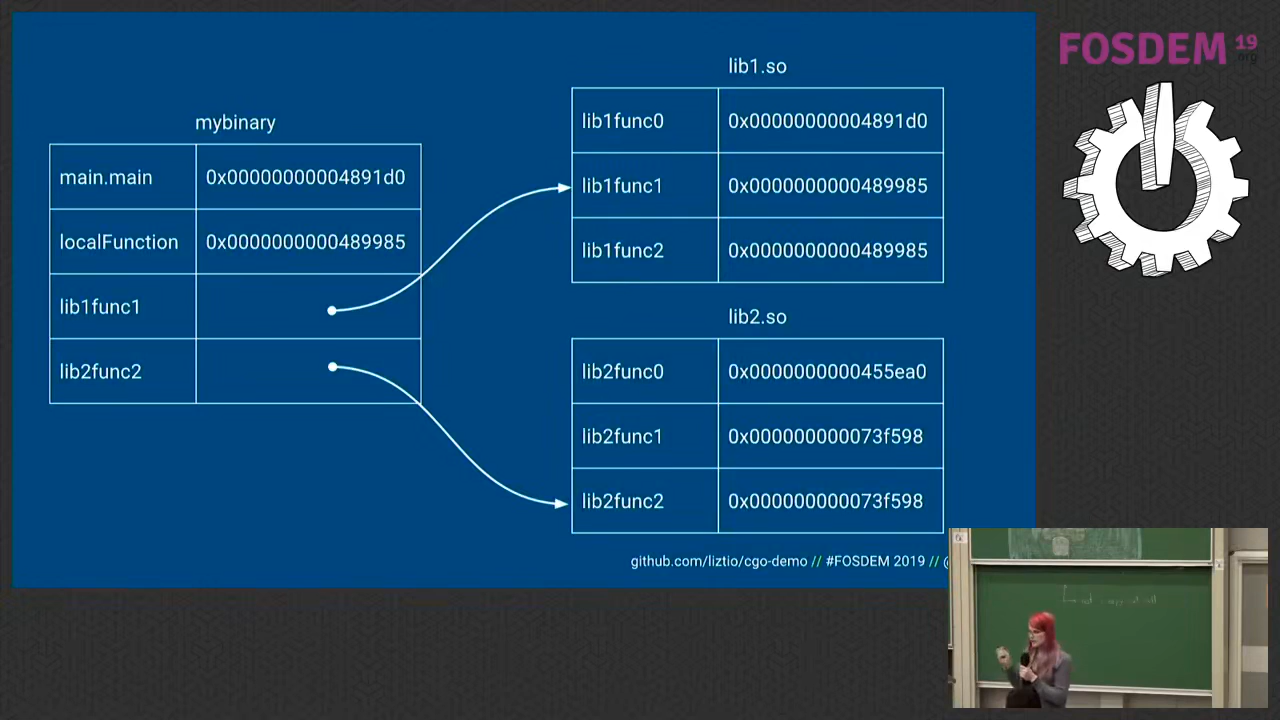 FOSDEM 19
.org
lib1.so
lib1func0 0x00000000004891d0
lib1func1 0x0000000000489985
lib1func2 0x0000000000489985
mybinary
main.main 0x00000000004891d0
localFunction 0x0000000000489985
lib1func1
lib2func2
lib2.so
lib2func0 0x0000000000455ea0
lib2func1 0x000000000073f598
lib2func2 0x000000000073f598
github.com/liztio/cgo-demo // #FOSDEM 2019 // @